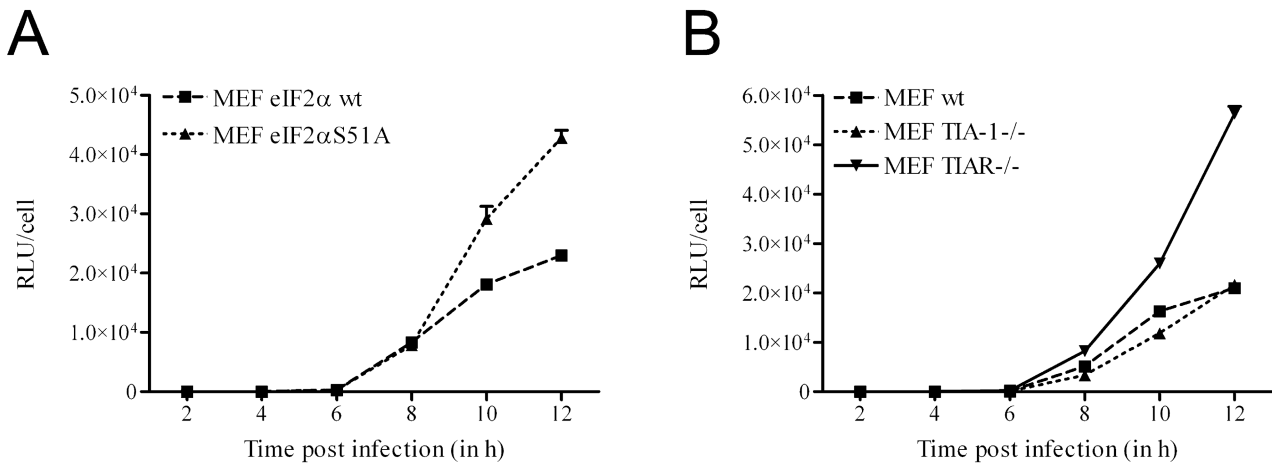 A
MEF eIF2α wt
MEF eIF2αS51A
5.0×10⁴
4.0×10⁴
3.0×10⁴
2.0×10⁴
1.0×10⁴
0
RLU/cell
2 4 6 8 10 12
Time post infection (in h)
B
MEF wt
MEF TIA-1-/-
MEF TIAR-/-
6.0×10⁴
5.0×10⁴
4.0×10⁴
3.0×10⁴
2.0×10⁴
1.0×10⁴
0
RLU/cell
2 4 6 8 10 12
Time post infection (in h)